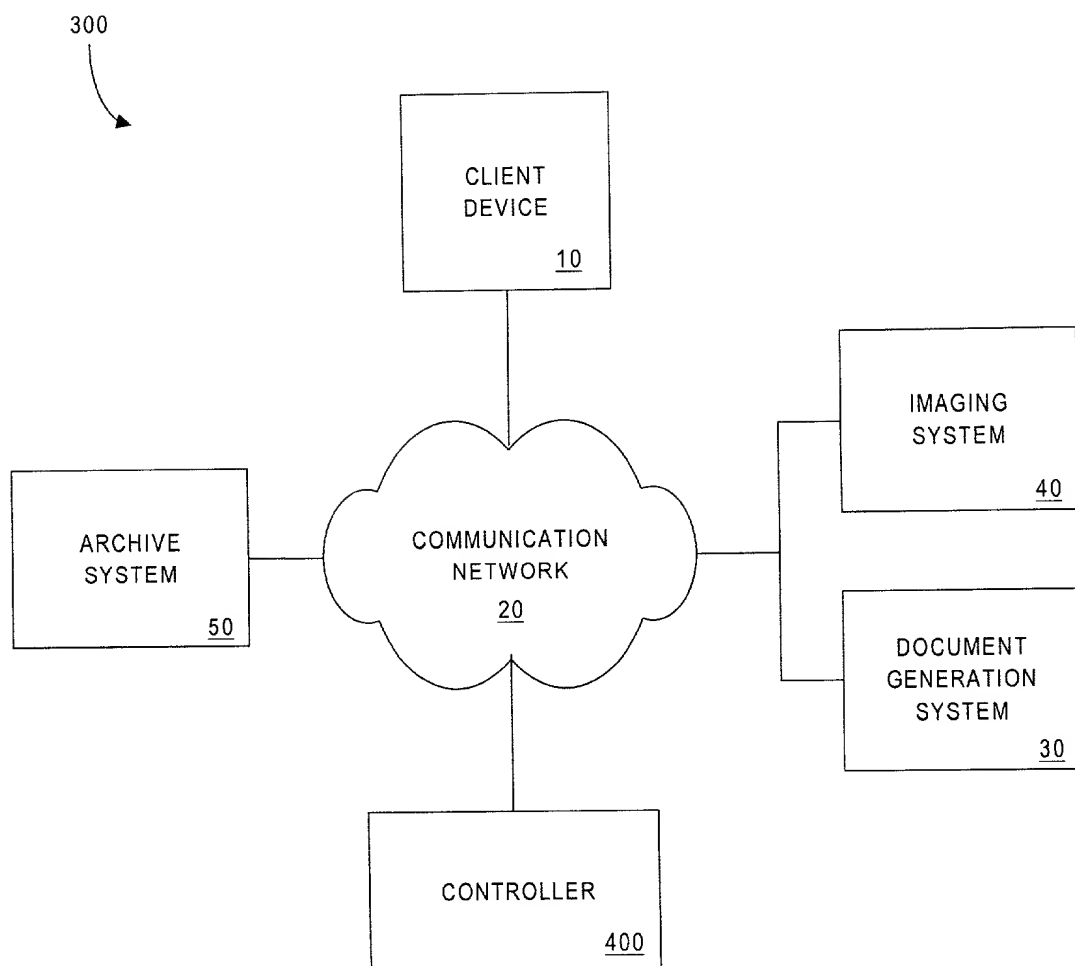 300
CLIENT
DEVICE
10
IMAGING
SYSTEM
40
ARCHIVE
SYSTEM
50
COMMUNICATION
NETWORK
20
DOCUMENT
GENERATION
SYSTEM
30
CONTROLLER
400